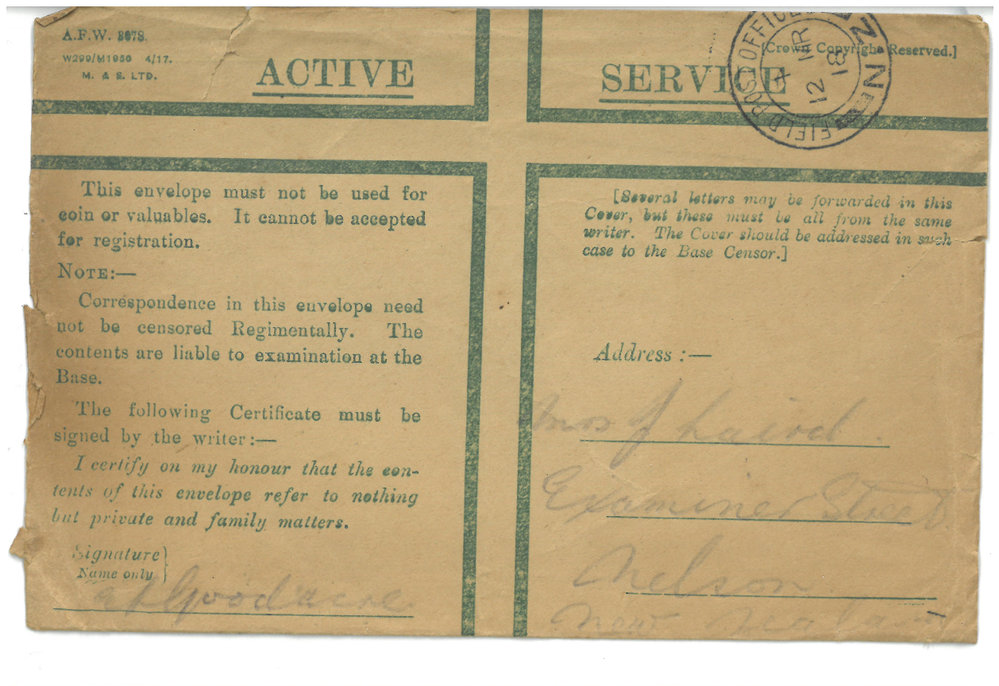 A.F.W. 3078.
W299/M1950 4/17.
M. & S. LTD.
ACTIVE SERVICE
[Crown Copyright Reserved.]
FIELD POST OFFICE
12 MR
18
This envelope must not be used for
coin or valuables. It cannot be accepted
for registration.
NOTE:—
Correspondence in this envelope need
not be censored Regimentally. The
contents are liable to examination at the
Base.
The following Certificate must be
signed by the writer:—
I certify on my honour that the con-
tents of this envelope refer to nothing
but private and family matters.
Signature
Name only
Goodacre
[Several letters may be forwarded in this
Cover, but these must be all from the same
writer. The Cover should be addressed in such
case to the Base Censor.]
Address:—
Mrs J Laird.
Examiner Street
Nelson
New